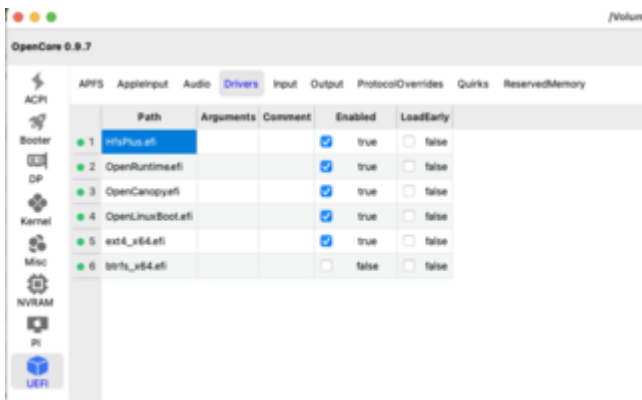 /Volum
OpenCore 0.9.7
ACPI
Booter
DP
Kernel
Misc
NVRAM
PI
UEFI
APFS AppleInput Audio Drivers Input Output ProtocolOverrides Quirks ReservedMemory
Path Arguments Comment Enabled LoadEarly
1 HfsPlus.efi true false
2 OpenRuntime.efi true false
3 OpenCanopy.efi true false
4 OpenLinuxBoot.efi true false
5 ext4_x64.efi true false
6 btrfs_x64.efi false false